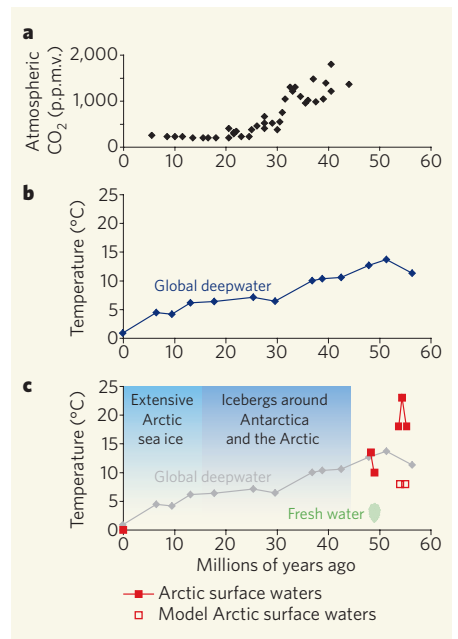 a
Atmospheric
CO2 (p.p.m.v.)
2,000
1,000
0
0 10 20 30 40 50 60
b
Temperature (°C)
25
20
15
10
5
0
Global deepwater
0 10 20 30 40 50 60
c
Temperature (°C)
25
20
15
10
5
0
Extensive
Arctic
sea ice
Icebergs around
Antarctica
and the Arctic
Global deepwater
Fresh water
0 10 20 30 40 50 60
Millions of years ago
Arctic surface waters
Model Arctic surface waters